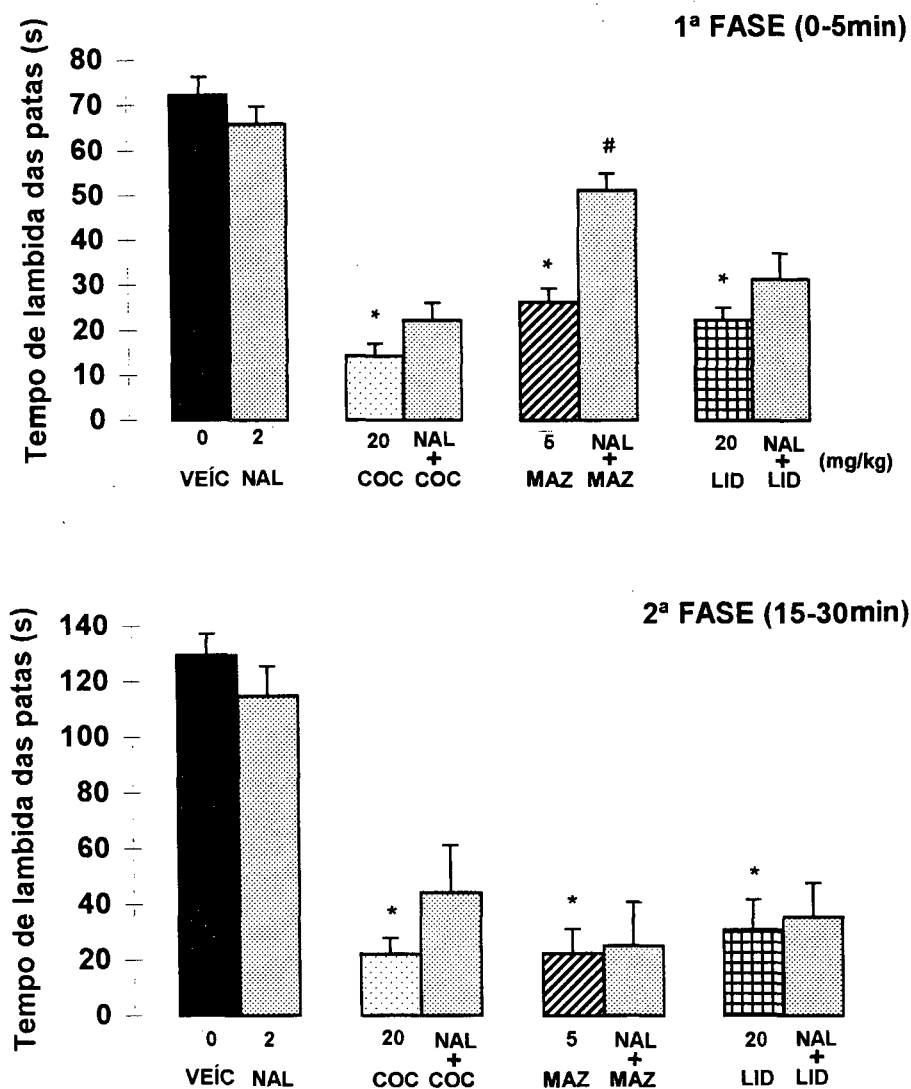 1ª FASE (0-5min)
Tempo de lambida das patas (s)
80
70
60
50
40
30
20
10
0
* * * #
0 2 20 NAL 5 NAL 20 NAL
+ + + (mg/kg)
VEÍC NAL COC COC MAZ MAZ LID LID
2ª FASE (15-30min)
Tempo de lambida das patas (s)
140
120
100
80
60
40
20
0
* * *
0 2 20 NAL 5 NAL 20 NAL
+ + +
VEÍC NAL COC COC MAZ MAZ LID LID